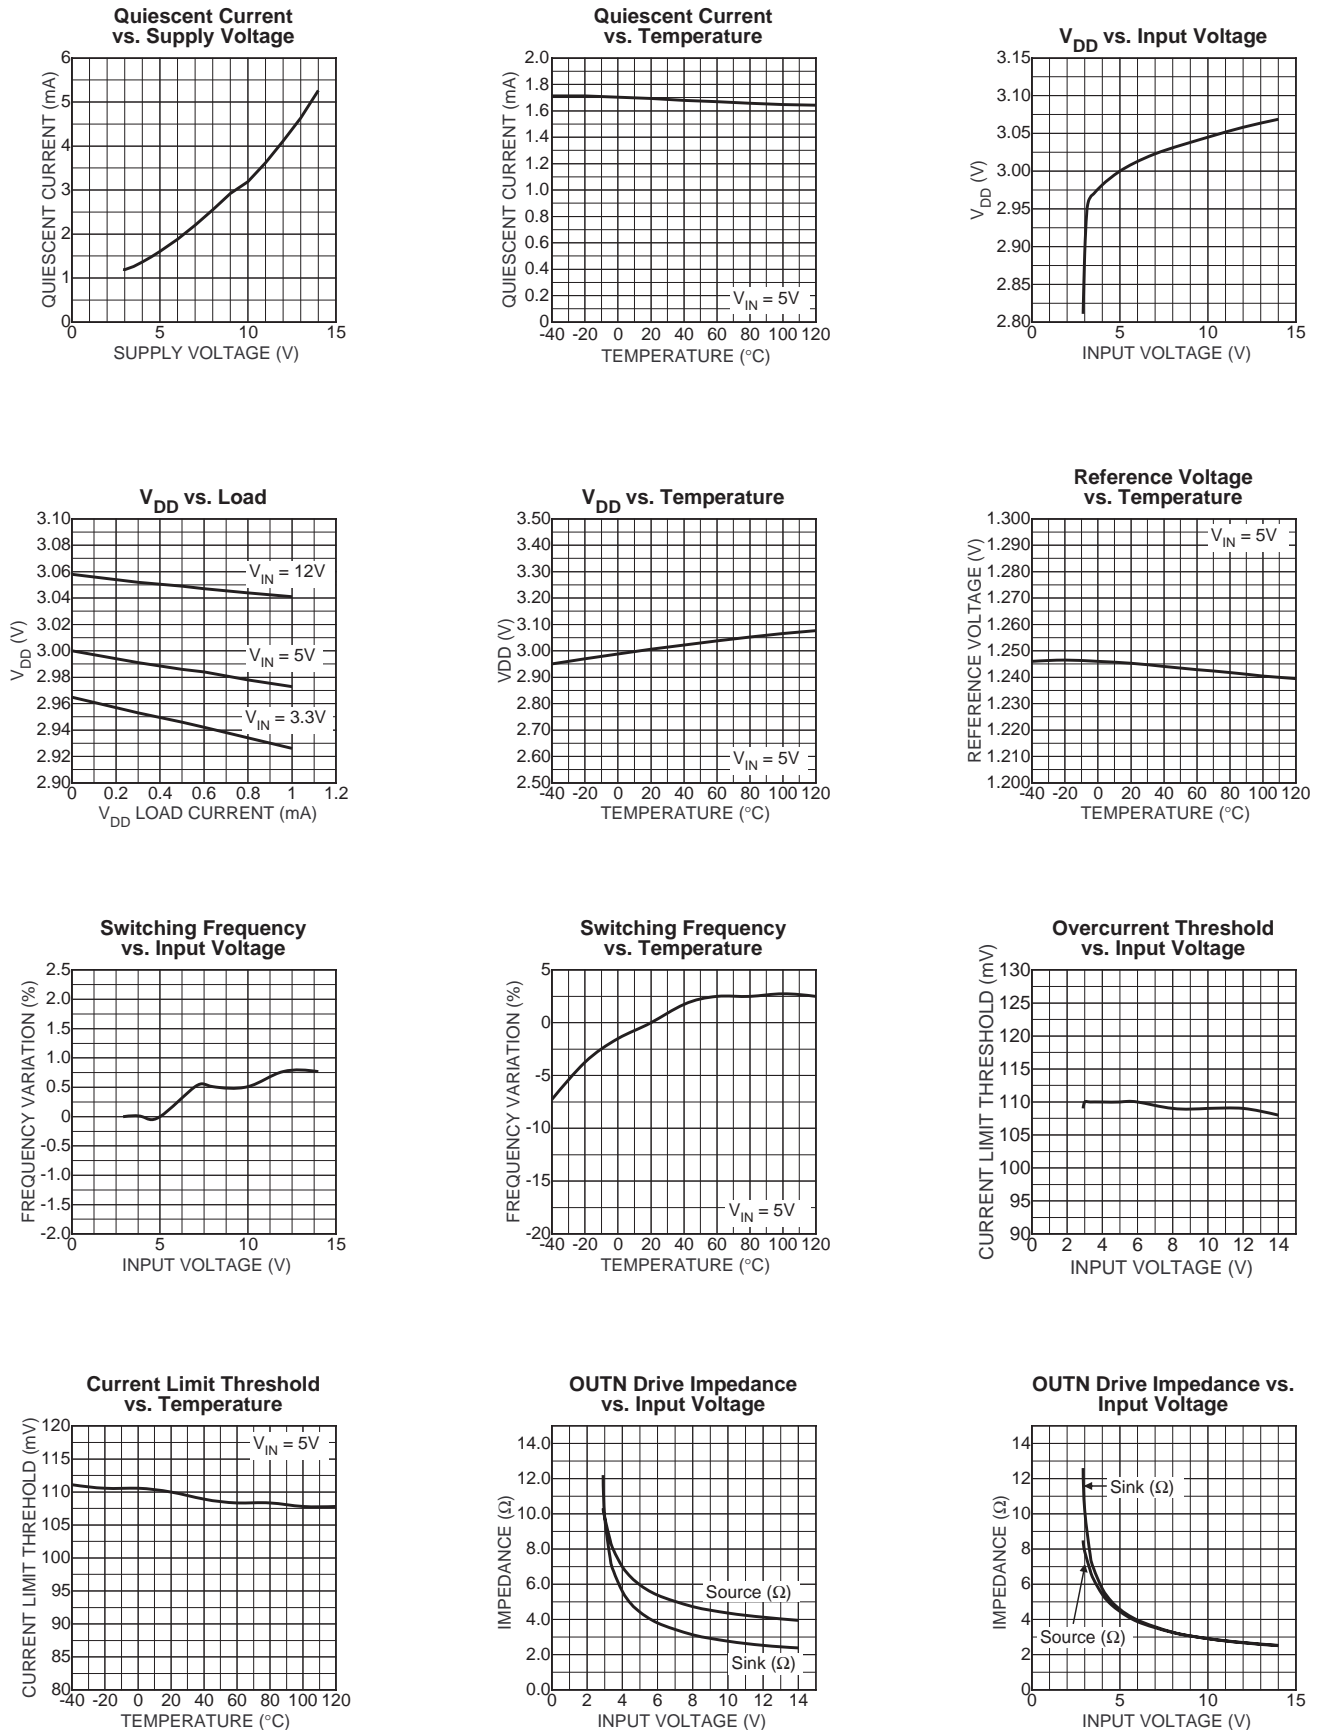 Quiescent Current
vs. Supply Voltage
6
5
4
3
2
1
0
0
5
10
15
QUIESCENT CURRENT (mA)
SUPPLY VOLTAGE (V)
Quiescent Current
vs. Temperature
2.0
1.8
1.6
1.4
1.2
1.0
0.8
0.6
0.4
0.2
0
-40 -20 0 20 40 60 80 100 120
QUIESCENT CURRENT (mA)
VIN = 5V
TEMPERATURE (°C)
VDD vs. Input Voltage
3.15
3.10
3.05
3.00
2.95
2.90
2.85
2.80
0
5
10
15
VDD (V)
INPUT VOLTAGE (V)
VDD vs. Load
3.10
3.08
3.06
3.04
3.02
3.00
2.98
2.96
2.94
2.92
2.90
0 0.2 0.4 0.6 0.8 1 1.2
VDD (V)
VIN = 12V
VIN = 5V
VIN = 3.3V
VDD LOAD CURRENT (mA)
VDD vs. Temperature
3.50
3.40
3.30
3.20
3.10
3.00
2.90
2.80
2.70
2.60
2.50
-40 -20 0 20 40 60 80 100 120
VDD (V)
VIN = 5V
TEMPERATURE (°C)
Reference Voltage
vs. Temperature
1.300
1.290
1.280
1.270
1.260
1.250
1.240
1.230
1.220
1.210
1.200
-40 -20 0 20 40 60 80 100 120
REFERENCE VOLTAGE (V)
VIN = 5V
TEMPERATURE (°C)
Switching Frequency
vs. Input Voltage
2.5
2.0
1.5
1.0
0.5
0
-0.5
-1.0
-1.5
-2.0
0
5
10
15
FREQUENCY VARIATION (%)
INPUT VOLTAGE (V)
Switching Frequency
vs. Temperature
5
0
-5
-10
-15
-20
-40 -20 0 20 40 60 80 100 120
FREQUENCY VARIATION (%)
VIN = 5V
TEMPERATURE (°C)
Overcurrent Threshold
vs. Input Voltage
130
125
120
115
110
105
100
95
90
0 2 4 6 8 10 12 14
CURRENT LIMIT THRESHOLD (mV)
INPUT VOLTAGE (V)
Current Limit Threshold
vs. Temperature
120
115
110
105
100
95
90
85
80
-40 -20 0 20 40 60 80 100 120
CURRENT LIMIT THREHOLD (mV)
VIN = 5V
TEMPERATURE (°C)
OUTN Drive Impedance
vs. Input Voltage
14.0
12.0
10.0
8.0
6.0
4.0
2.0
0.0
0 2 4 6 8 10 12 14
IMPEDANCE (Ω)
Source (Ω)
Sink (Ω)
INPUT VOLTAGE (V)
OUTN Drive Impedance vs.
Input Voltage
14
12
10
8
6
4
2
0
0
5
10
15
IMPEDANCE (Ω)
Sink (Ω)
Source (Ω)
INPUT VOLTAGE (V)